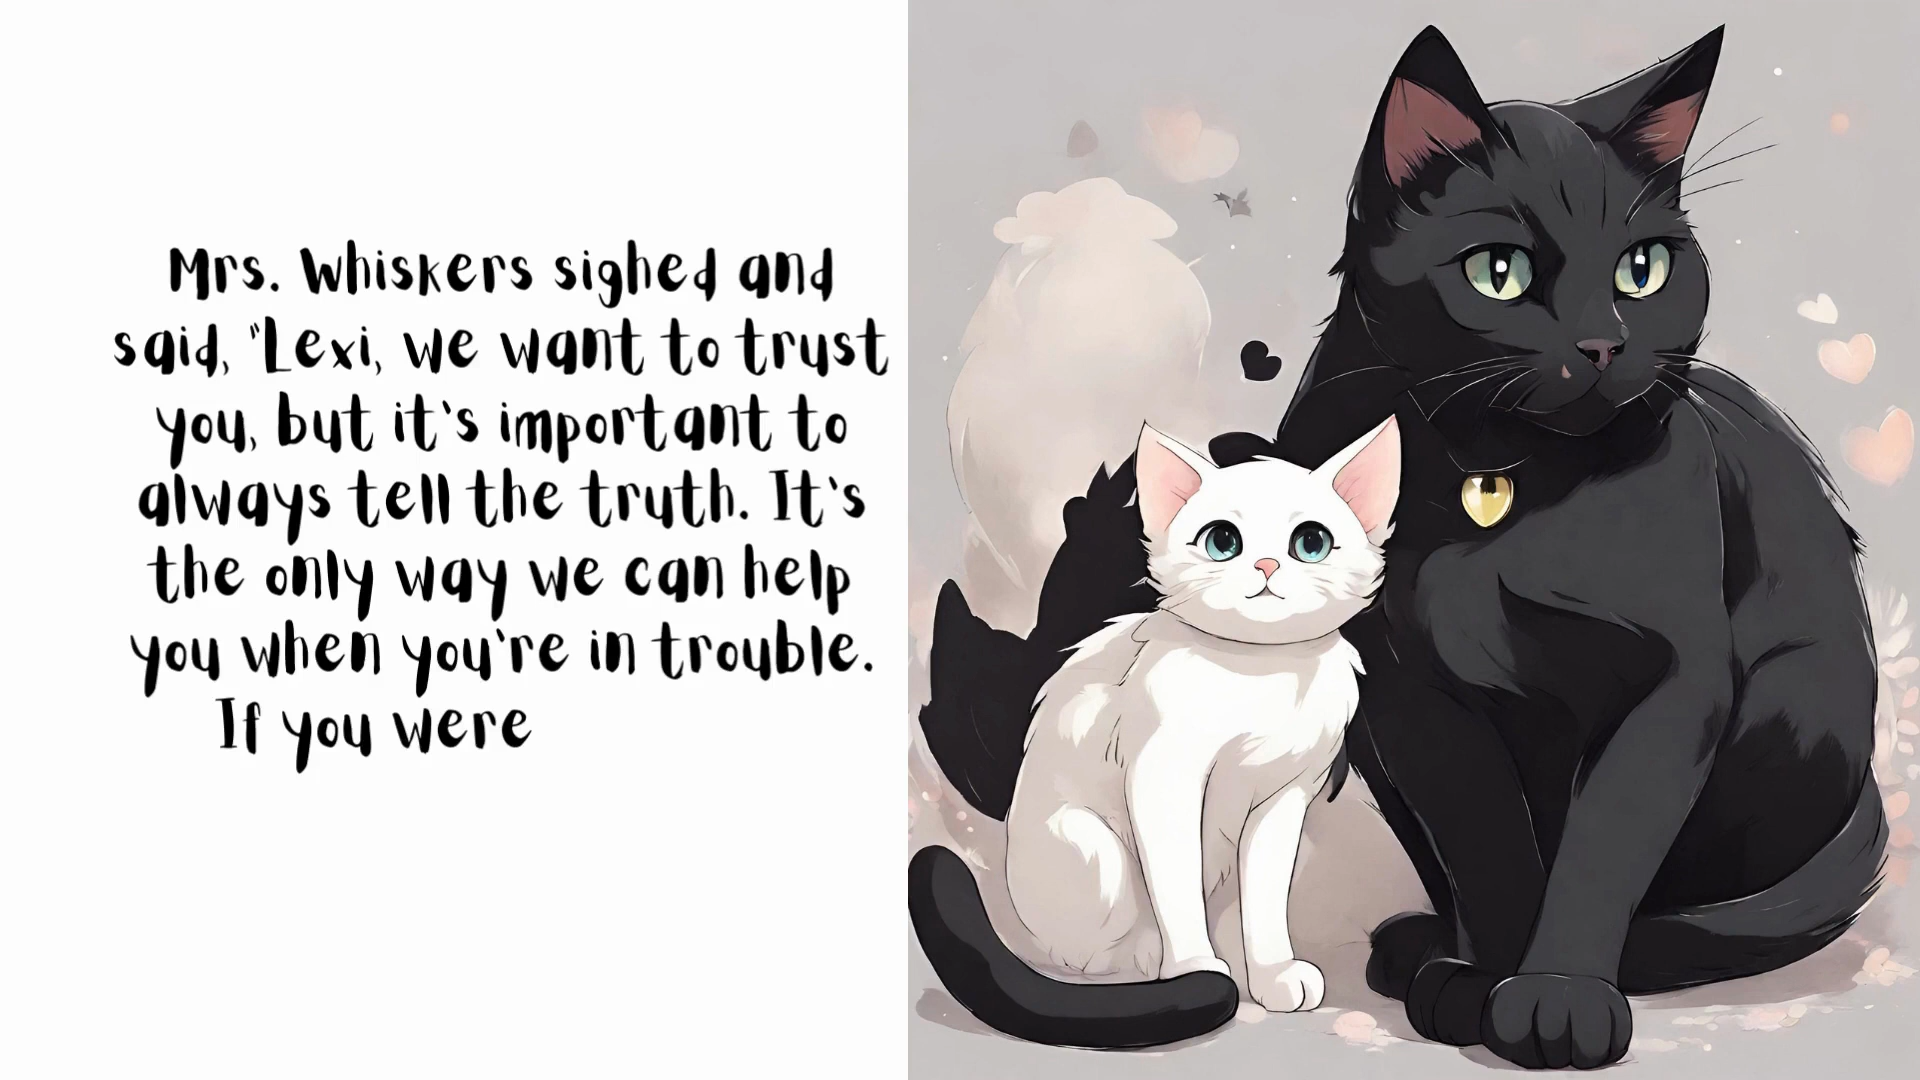 Mrs. Whiskers sighed and
said, "Lexi, we want to trust
you, but it's important to
always tell the truth. It's
the only way we can help
you when you're in trouble.
If you were